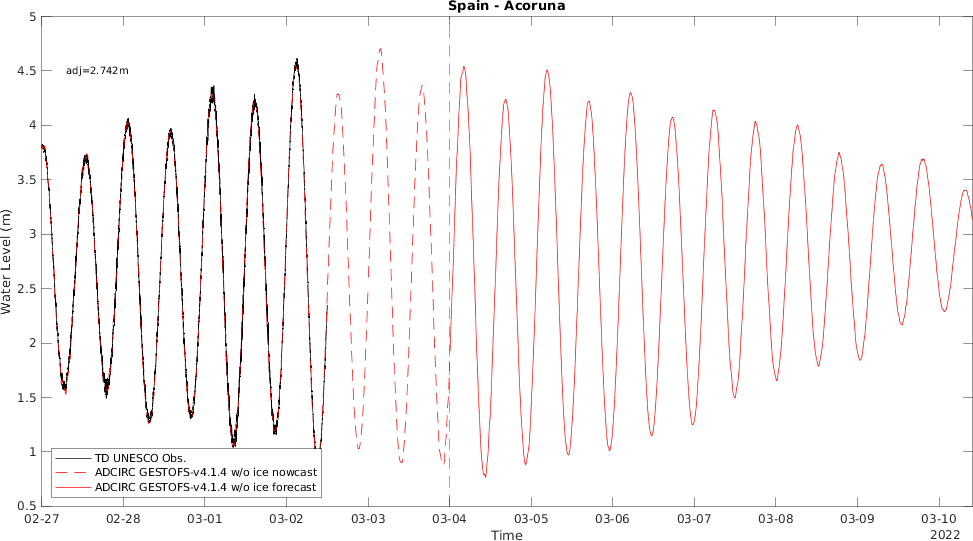 Spain - Acoruna
5
4.5
4
3.5
3
2.5
2
1.5
1
0.5
Water Level (m)
adj=2.742m
TD UNESCO Obs.
ADCIRC GESTOFS-v4.1.4 w/o ice nowcast
ADCIRC GESTOFS-v4.1.4 w/o ice forecast
02-27 02-28 03-01 03-02 03-03 03-04 03-05 03-06 03-07 03-08 03-09 03-10
Time
2022